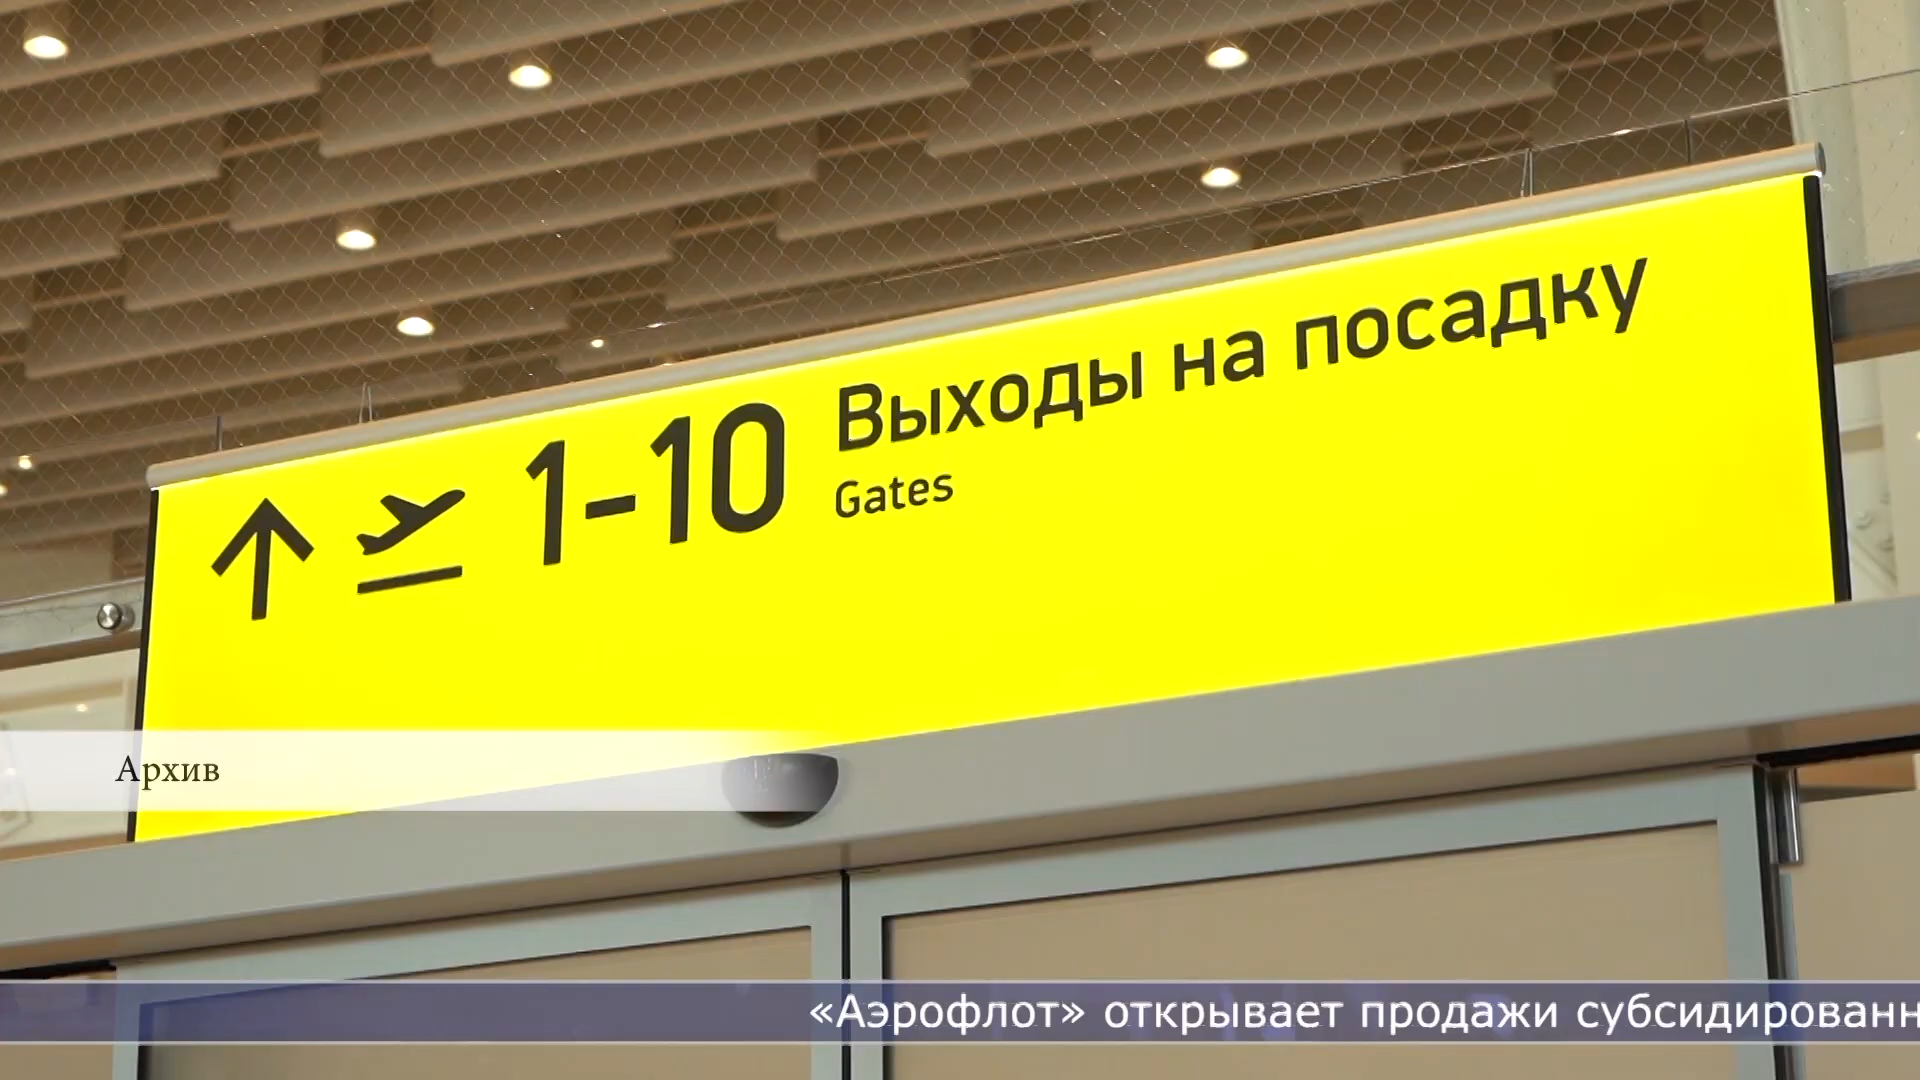 1-10 Выходы на посадку
Gates
Архив
«Аэрофлот» открывает продажи